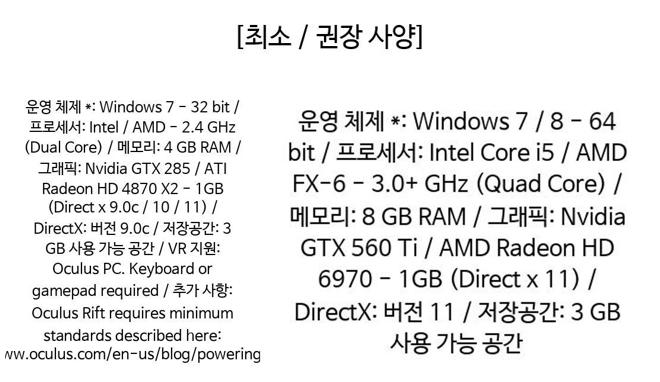 [최소 / 권장 사양]
운영 체제 *: Windows 7 - 32 bit /
프로세서: Intel / AMD - 2.4 GHz
(Dual Core) / 메모리: 4 GB RAM /
그래픽: Nvidia GTX 285 / ATI
Radeon HD 4870 X2 - 1GB
(Direct x 9.0c / 10 / 11) /
DirectX: 버전 9.0c / 저장공간: 3
GB 사용 가능 공간 / VR 지원:
Oculus PC. Keyboard or
gamepad required / 추가 사항:
Oculus Rift requires minimum
standards described here:
ww.oculus.com/en-us/blog/powering
운영 체제 *: Windows 7 / 8 - 64
bit / 프로세서: Intel Core i5 / AMD
FX-6 - 3.0+ GHz (Quad Core) /
메모리: 8 GB RAM / 그래픽: Nvidia
GTX 560 Ti / AMD Radeon HD
6970 - 1GB (Direct x 11) /
DirectX: 버전 11 / 저장공간: 3 GB
사용 가능 공간